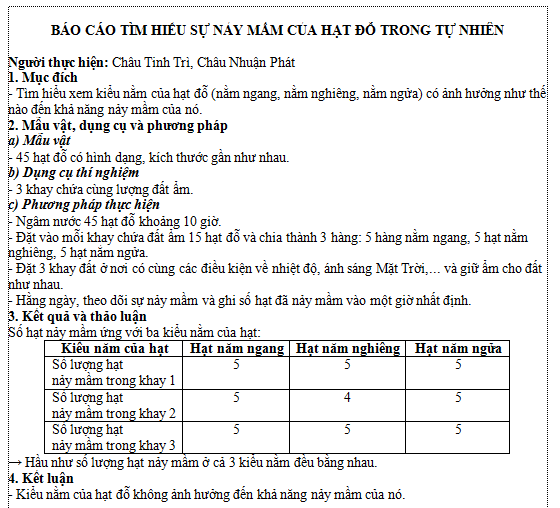 BÁO CÁO TÌM HIỂU SỰ NẢY MẦM CỦA HẠT ĐỖ TRONG TỰ NHIÊN
Người thực hiện: Châu Tinh Trì, Châu Nhuận Phát
1. Mục đích
- Tìm hiểu xem kiểu nằm của hạt đỗ (nằm ngang, nằm nghiêng, nằm ngửa) có ảnh hưởng như thế
nào đến khả năng nảy mầm của nó.
2. Mẫu vật, dụng cụ và phương pháp
a) Mẫu vật
- 45 hạt đỗ có hình dạng, kích thước gần như nhau.
b) Dụng cụ thí nghiệm
- 3 khay chứa cùng lượng đất ẩm.
c) Phương pháp thực hiện
- Ngâm nước 45 hạt đỗ khoảng 10 giờ.
- Đặt vào mỗi khay chứa đất ẩm 15 hạt đỗ và chia thành 3 hàng: 5 hàng nằm ngang, 5 hạt nằm
nghiêng, 5 hạt nằm ngửa.
- Đặt 3 khay đất ở nơi có cùng các điều kiện về nhiệt độ, ánh sáng Mặt Trời,... và giữ ẩm cho đất
như nhau.
- Hằng ngày, theo dõi sự nảy mầm và ghi số hạt đã nảy mầm vào một giờ nhất định.
3. Kết quả và thảo luận
Số hạt nảy mầm ứng với ba kiểu nằm của hạt:
Kiểu nằm của hạt Hạt nằm ngang Hạt nằm nghiêng Hạt nằm ngửa
Số lượng hạt 5 5 5
nảy mầm trong khay 1
Số lượng hạt 5 4 5
nảy mầm trong khay 2
Số lượng hạt 5 5 5
nảy mầm trong khay 3
→ Hầu như số lượng hạt nảy mầm ở cả 3 kiểu nằm đều bằng nhau.
4. Kết luận
- Kiểu nằm của hạt đỗ không ảnh hưởng đến khả năng nảy mầm của nó.